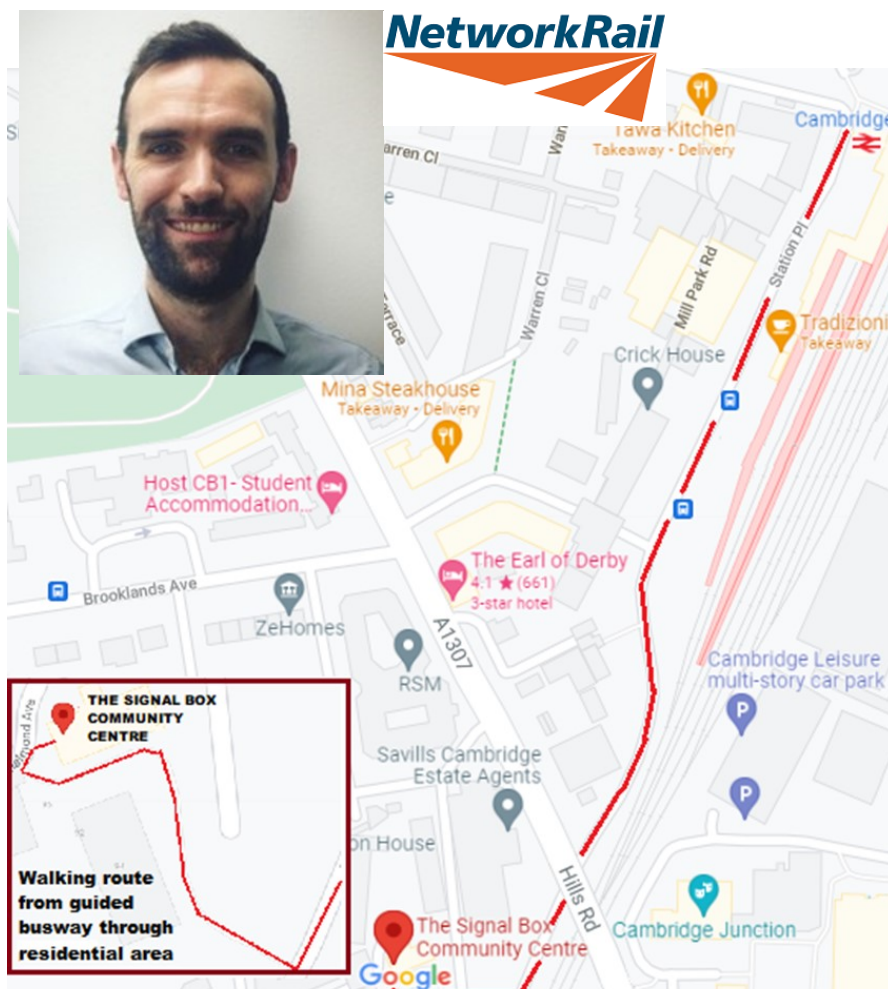 NetworkRail
Cambridge
Tawa Kitchen
Takeaway - Delivery
arren Cl
Station Pl
Warren Cl
Mill Park Rd
Tradizioni
Takeaway
Crick House
Mina Steakhouse
Takeaway - Delivery
Host CB1- Student
Accommodation...
The Earl of Derby
4.1 ★ (661)
3-star hotel
Brooklands Ave
ZeHomes
A1307
RSM
Cambridge Leisure
multi-story car park
P
THE SIGNAL BOX
COMMUNITY
CENTRE
Savills Cambridge
Estate Agents
P
on House
Hills Rd
Walking route
from guided
busway through
residential area
The Signal Box
Community Centre
Cambridge Junction
Google